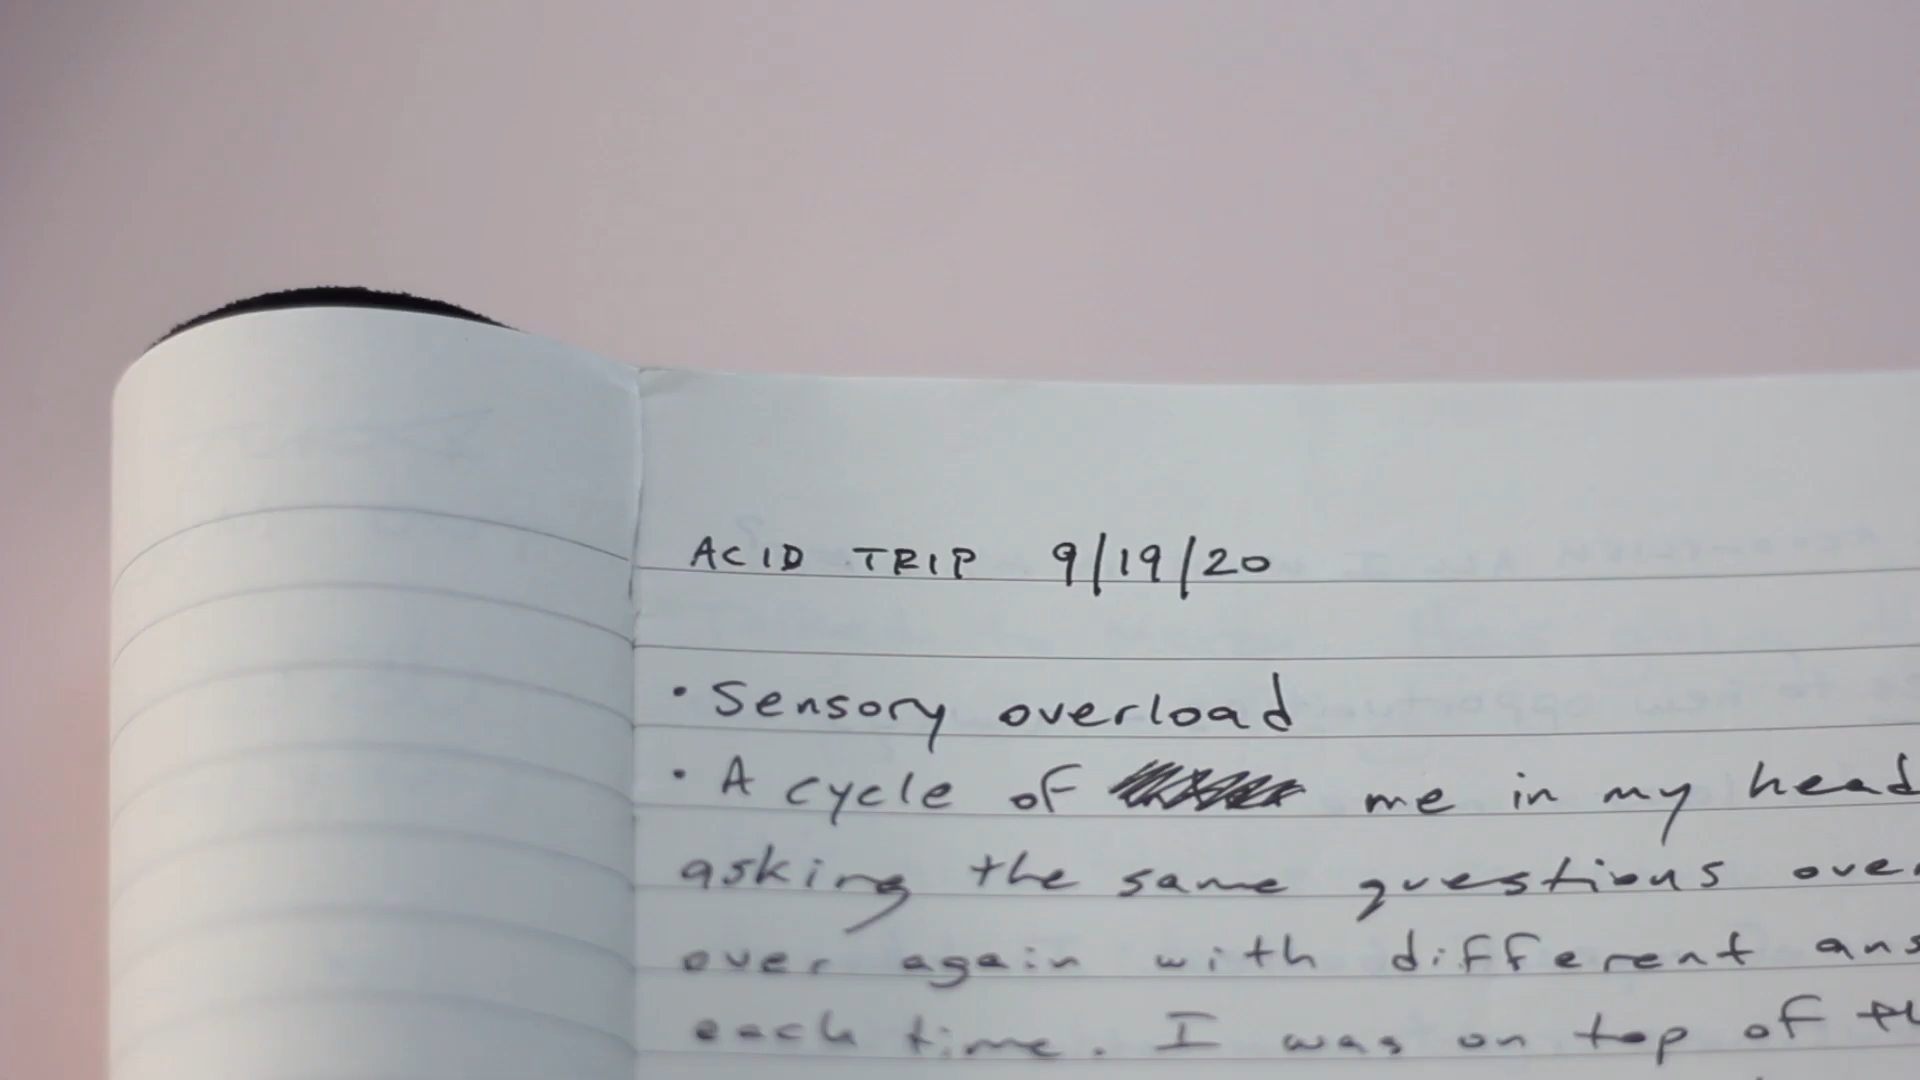 ACID TRIP 9/19/20
• Sensory overload
• A cycle of me in my head
asking the same questions over
over again with different
each time. I was on top of